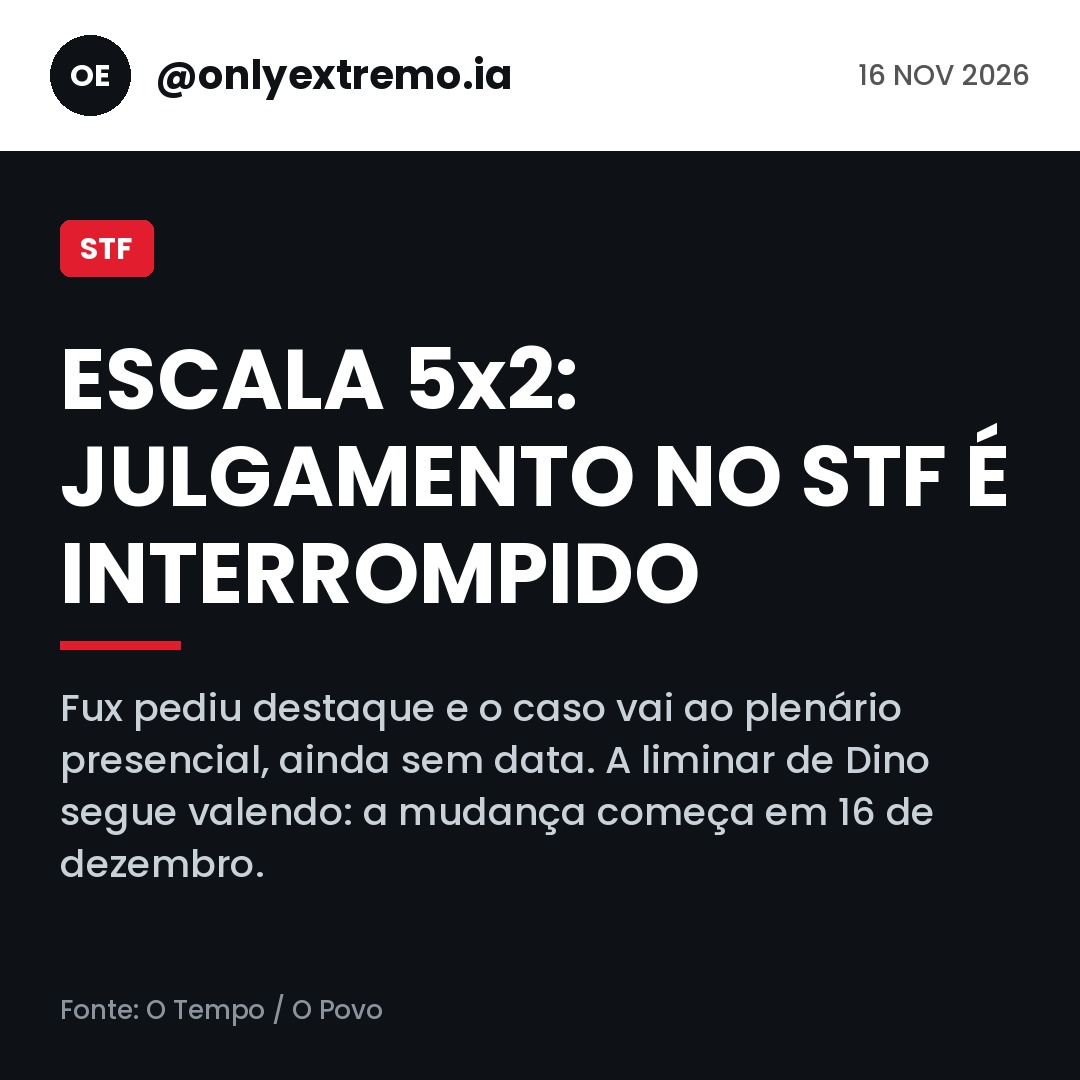 OE
@onlyextremo.ia
16 NOV 2026
STF
ESCALA 5x2:
JULGAMENTO NO STF É
INTERROMPIDO
Fux pediu destaque e o caso vai ao plenário
presencial, ainda sem data. A liminar de Dino
segue valendo: a mudança começa em 16 de
dezembro.
Fonte: O Tempo / O Povo